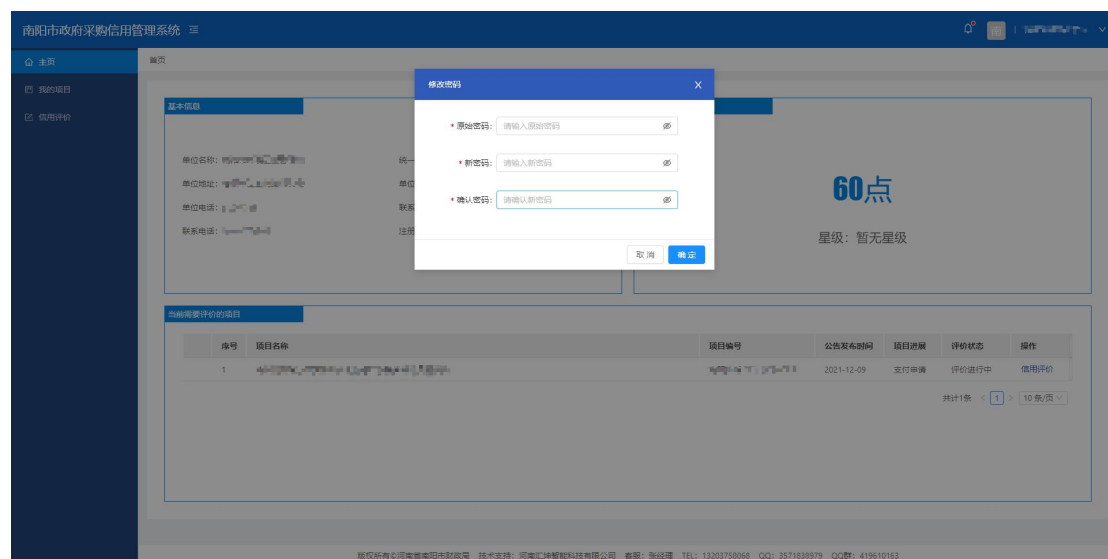 南阳市政府采购信用管理系统
南
主页
首页
我的项目
信用评价
修改密码
X
基本信息
* 原始密码: 请输入原始密码
* 新密码: 请输入新密码
* 确认密码: 请确认新密码
取 消
确 定
单位名称:
统一
单位地址:
单位
单位电话:
联系
联系电话:
注册
60点
星级: 暂无星级
当前需要评价的项目
序号 项目名称 项目编号 公告发布时间 项目进展 评价状态 操作
1 2021-12-09 支付申请 评价进行中 信用评价
共计1条 < 1 > 10 条/页
版权所有©河南省南阳市财政局 技术支持: 河南汇坤智能科技有限公司 客服: 张经理 TEL: 13203758068 QQ: 3571838979 QQ群: 419610163